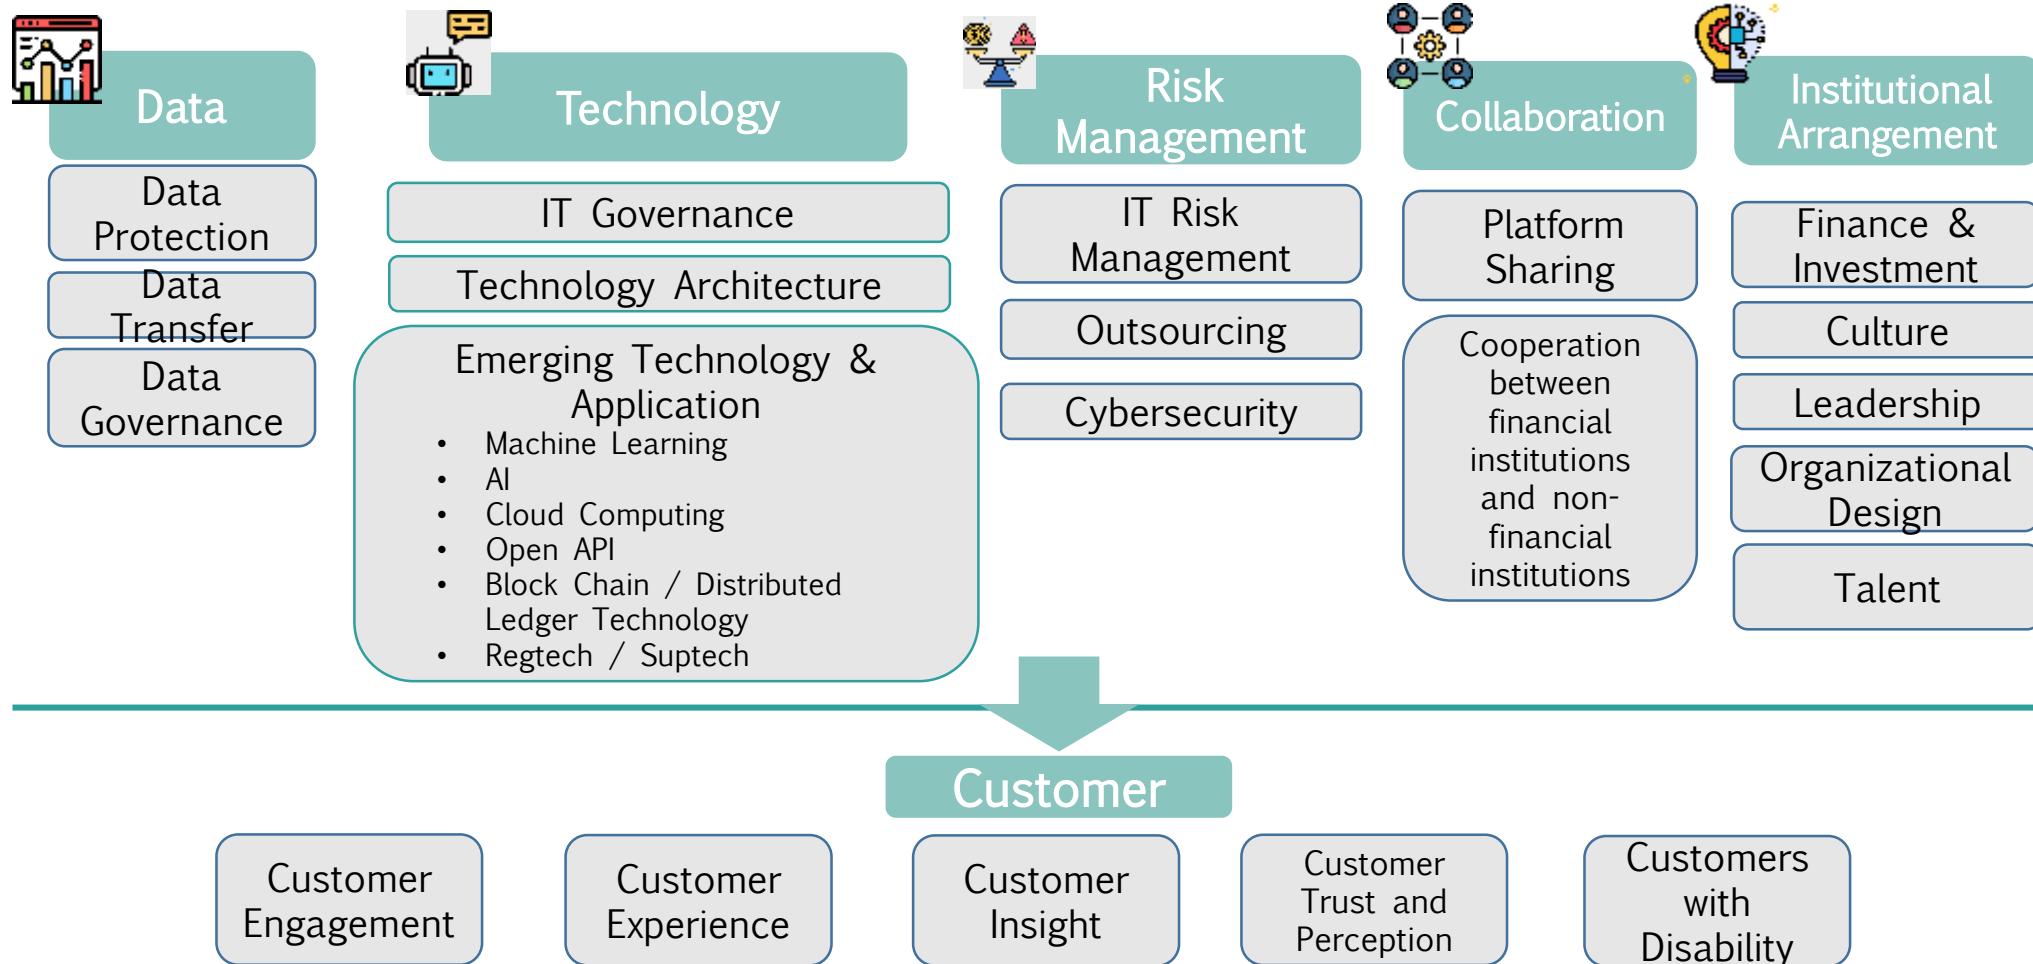 Data
Data
Protection
Data
Transfer
Data
Governance
Technology
IT Governance
Technology Architecture
Emerging Technology &
Application
• Machine Learning
• AI
• Cloud Computing
• Open API
• Block Chain / Distributed
Ledger Technology
• Regtech / Suptech
Risk
Management
IT Risk
Management
Outsourcing
Cybersecurity
Collaboration
Platform
Sharing
Cooperation
between
financial
institutions
and non-
financial
institutions
Institutional
Arrangement
Finance &
Investment
Culture
Leadership
Organizational
Design
Talent
Customer
Customer
Engagement
Customer
Experience
Customer
Insight
Customer
Trust and
Perception
Customers
with
Disability